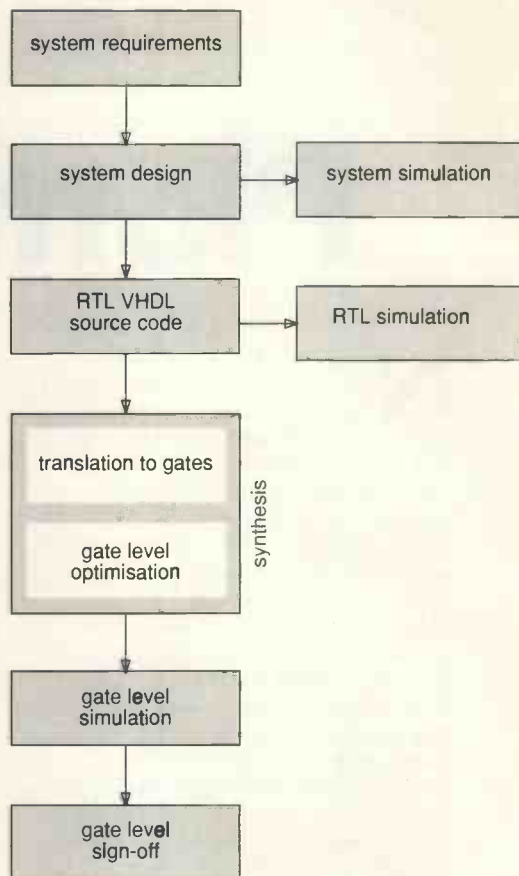 system requirements
system design
system simulation
RTL VHDL
source code
RTL simulation
translation to gates
gate level
optimisation
synthesis
gate level
simulation
gate level
sign-off